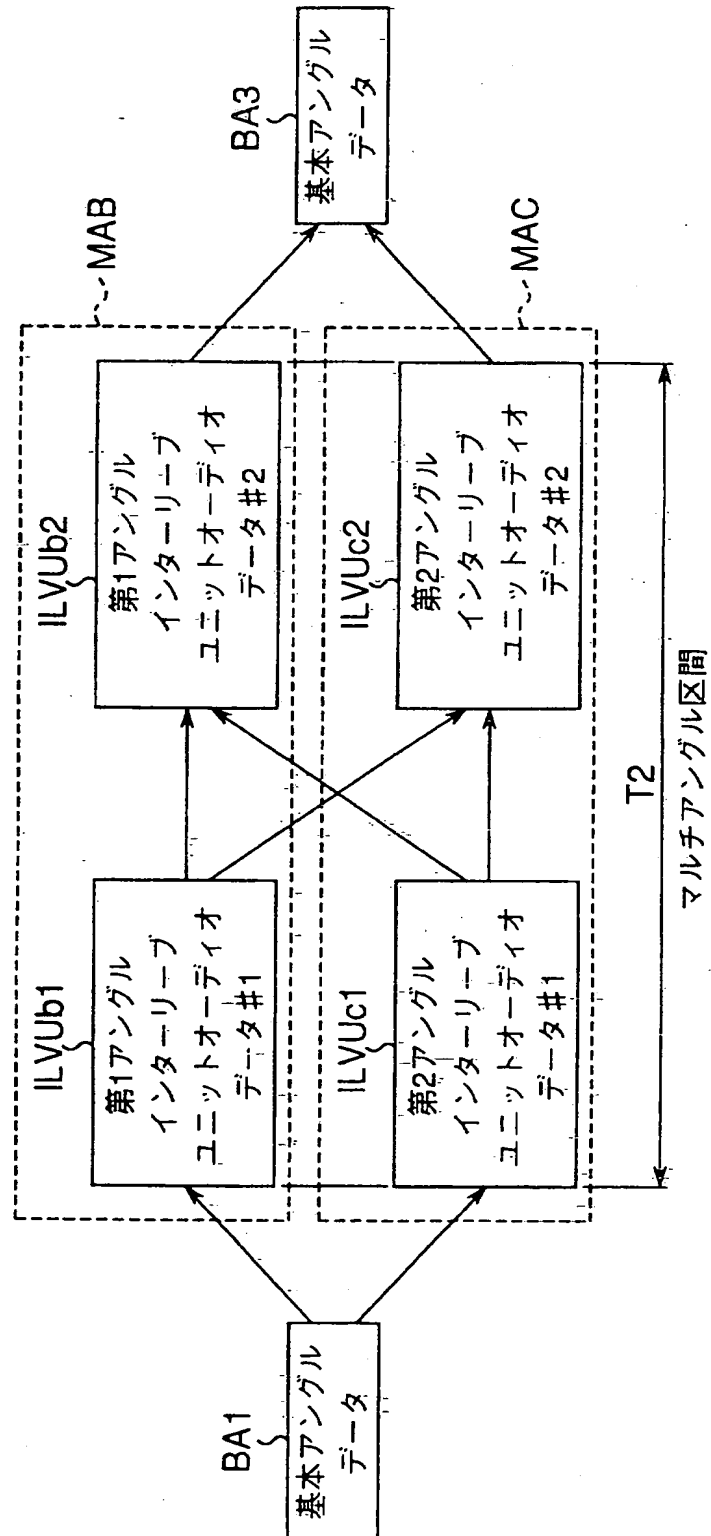 BA1
基本アングル
データ
MAB
ILVUb1
第1アングル
インターリーブ
ユニットオーディオ
データ#1
ILVUb2
第1アングル
インターリーブ
ユニットオーディオ
データ#2
ILVUc1
第2アングル
インターリーブ
ユニットオーディオ
データ#1
ILVUc2
第2アングル
インターリーブ
ユニットオーディオ
データ#2
MAC
BA3
基本アングル
データ
T2
マルチアングル区間